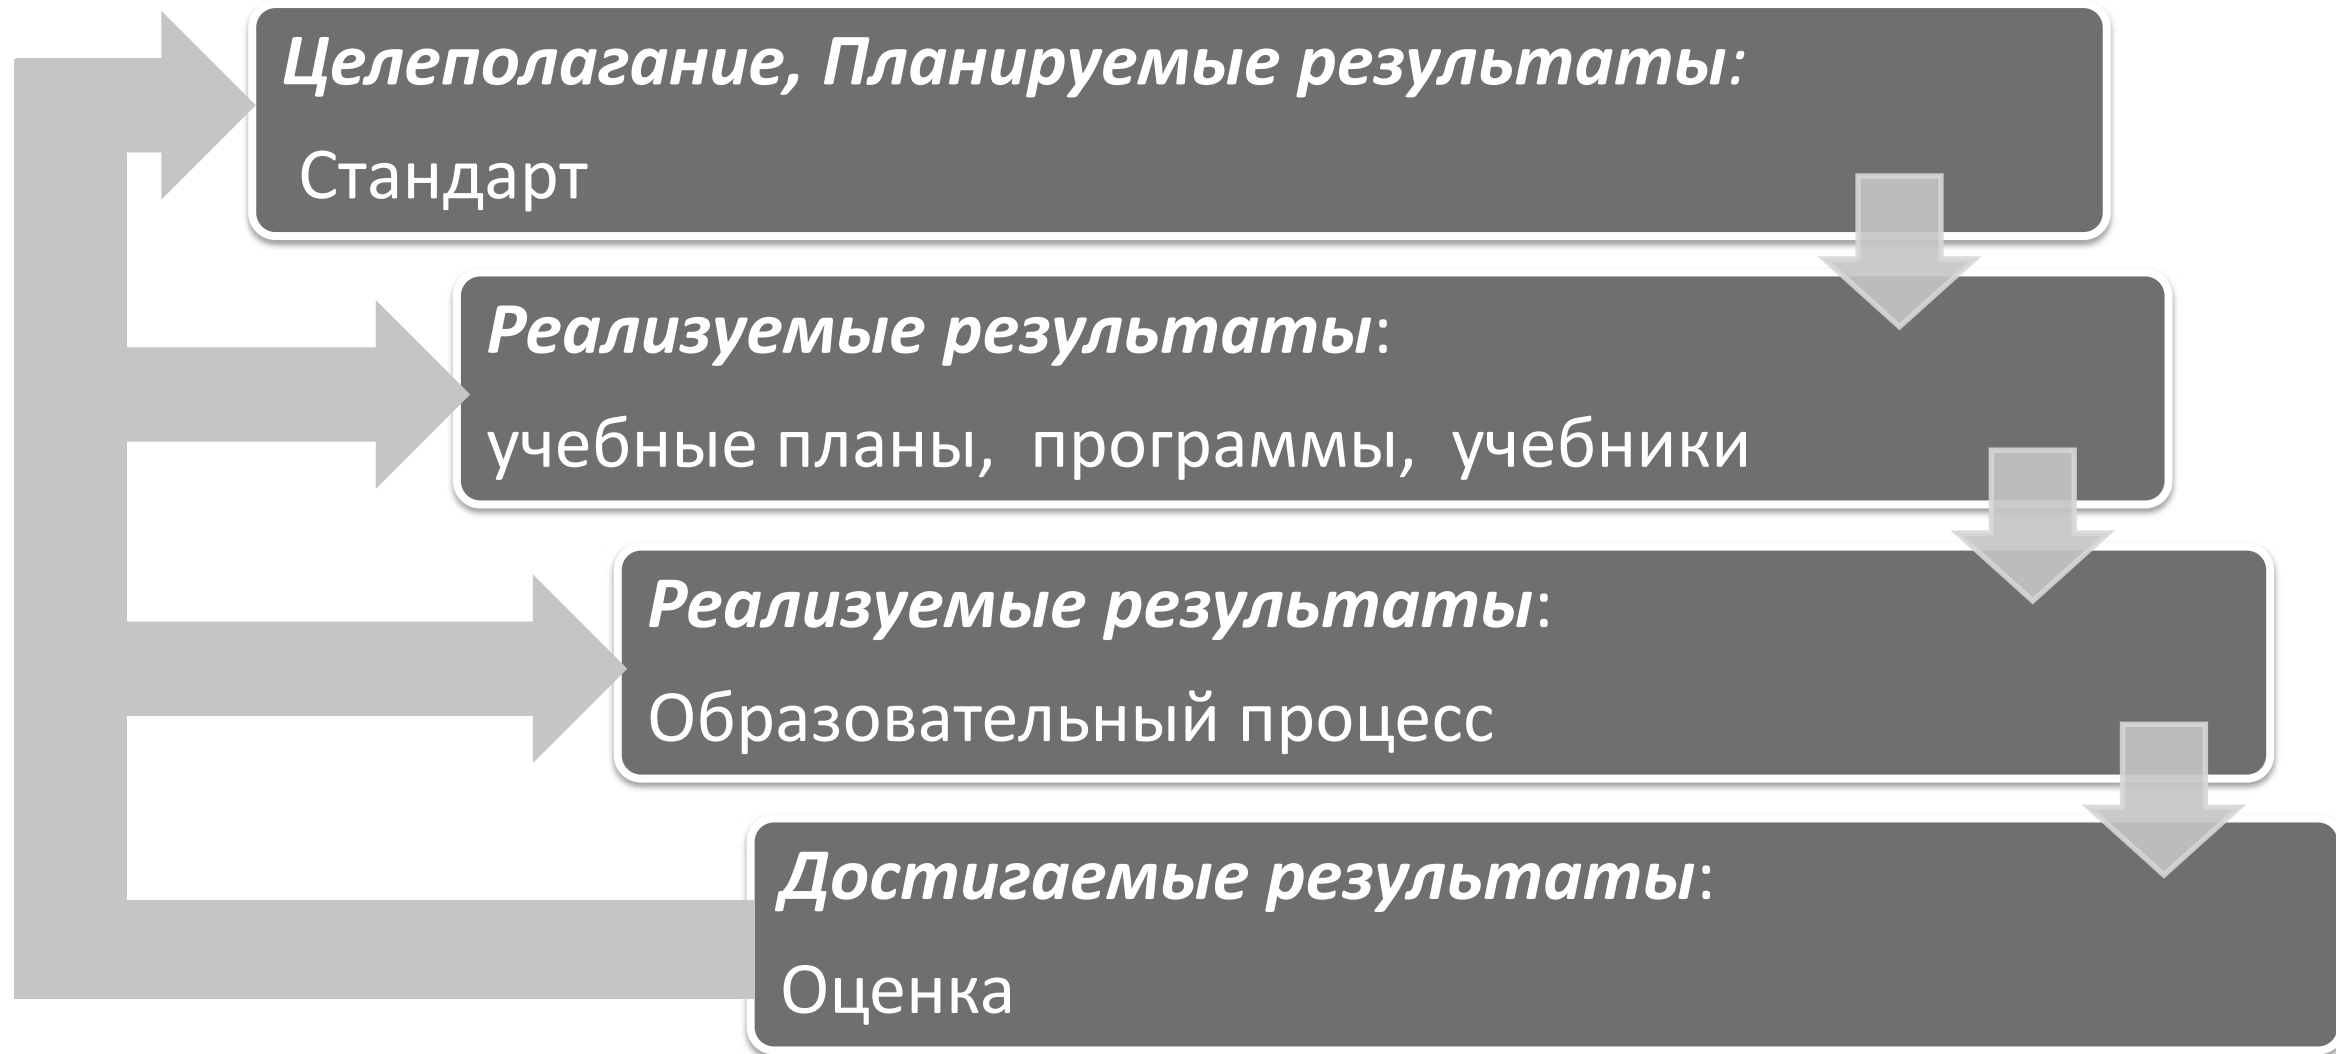 Целеполагание, Планируемые результаты:
Стандарт
Реализуемые результаты:
учебные планы, программы, учебники
Реализуемые результаты:
Образовательный процесс
Достигаемые результаты:
Оценка